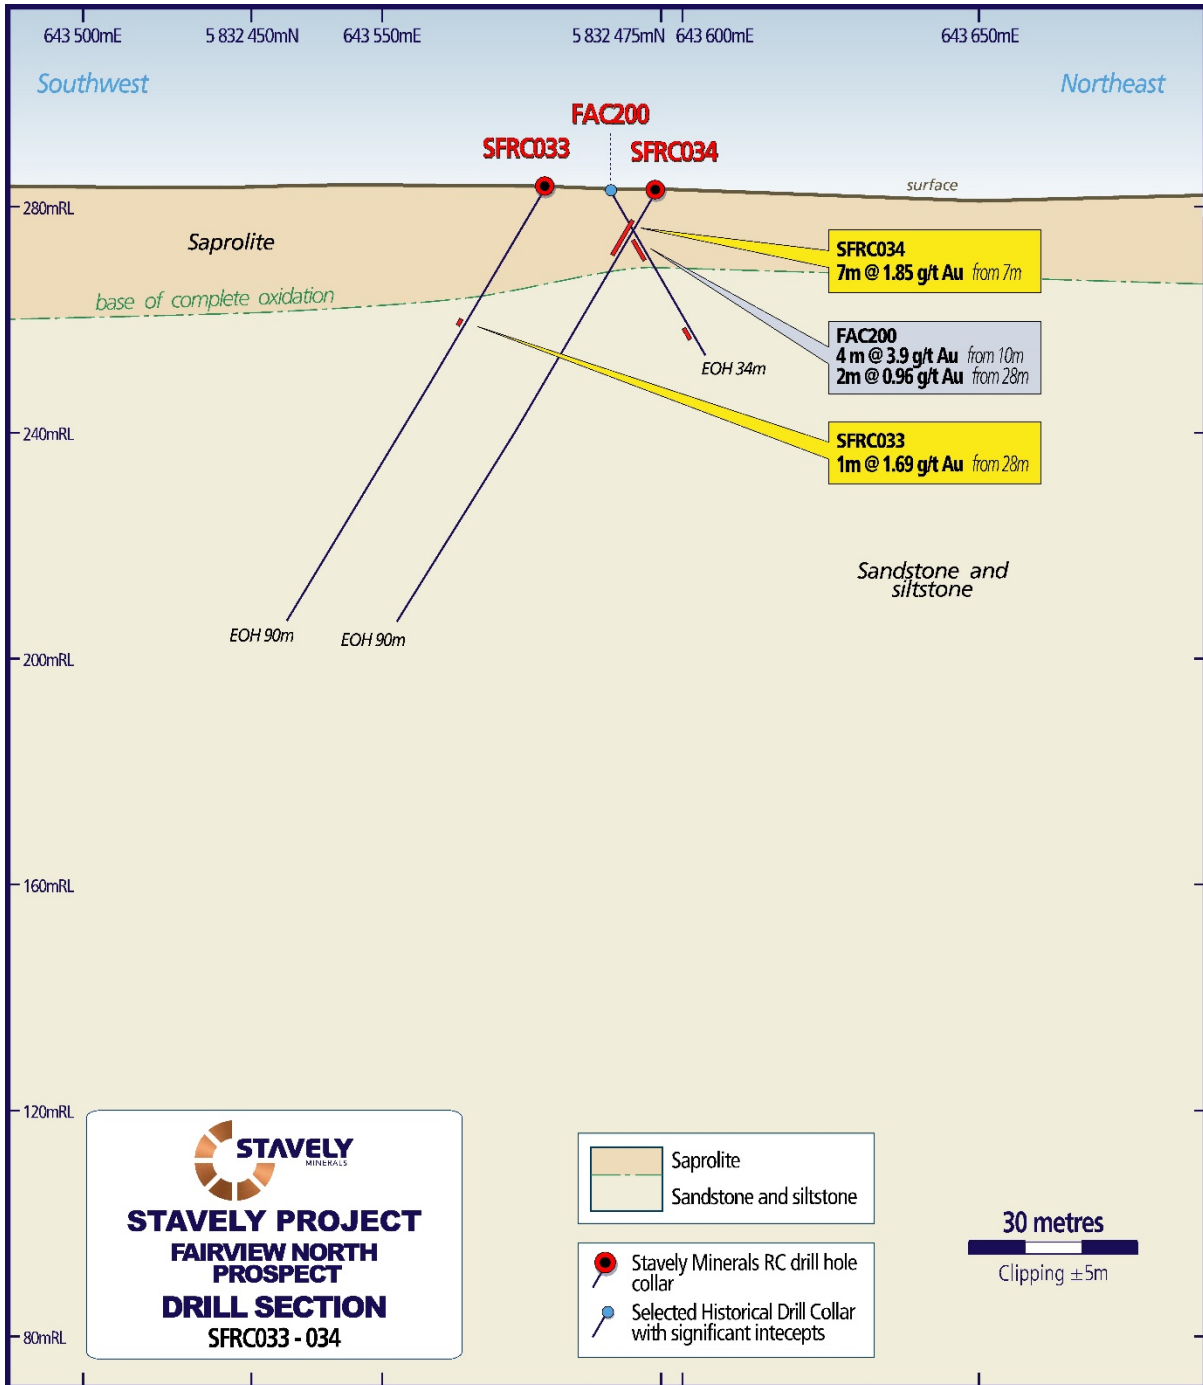 643 500mE
5 832 450mN
643 550mE
5 832 475mN
643 600mE
643 650mE
Southwest
Northeast
FAC200
SFRC033
SFRC034
surface
280mRL
Saprolite
base of complete oxidation
SFRC034
7m @ 1.85 g/t Au from 7m
FAC200
4 m @ 3.9 g/t Au from 10m
2m @ 0.96 g/t Au from 28m
EOH 34m
SFRC033
1m @ 1.69 g/t Au from 28m
240mRL
Sandstone and
siltstone
EOH 90m
EOH 90m
200mRL
160mRL
120mRL
80mRL
STAVELY
MINERALS
STAVELY PROJECT
FAIRVIEW NORTH
PROSPECT
DRILL SECTION
SFRC033 - 034
Saprolite
Sandstone and siltstone
Stavely Minerals RC drill hole
collar
Selected Historical Drill Collar
with significant intecepts
30 metres
Clipping ±5m